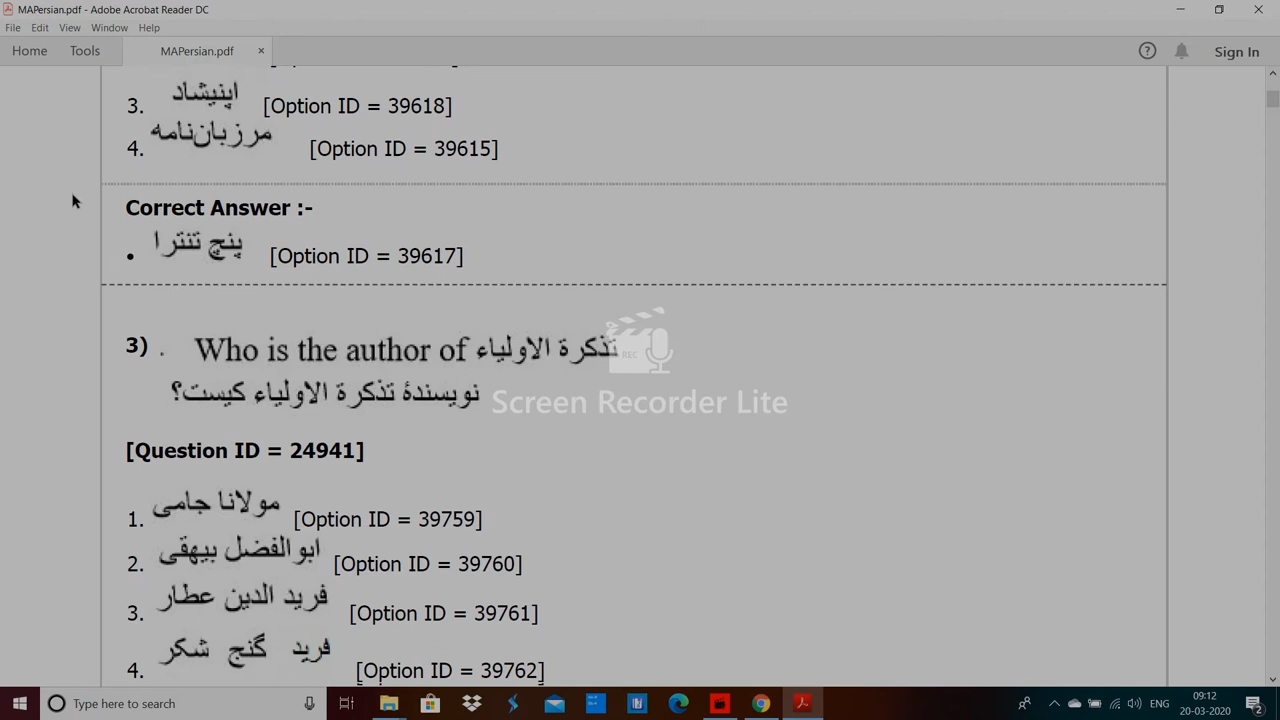 MAPersian.pdf - Adobe Acrobat Reader DC
File Edit View Window Help
Home Tools MAPersian.pdf × Sign In
3. اپنیشاد [Option ID = 39618]
4. مرزبان‌نامه [Option ID = 39615]
Correct Answer :-
• پنچ تنترا [Option ID = 39617]
3) . Who is the author of تذکرة الاولیاء
نویسندهٔ تذکرة الاولیاء کیست؟
REC
Screen Recorder Lite
[Question ID = 24941]
1. مولانا جامی [Option ID = 39759]
2. ابوالفضل بیهقی [Option ID = 39760]
3. فرید الدین عطار [Option ID = 39761]
4. فرید گنج شکر [Option ID = 39762]
Type here to search
ENG
09:12
20-03-2020
2